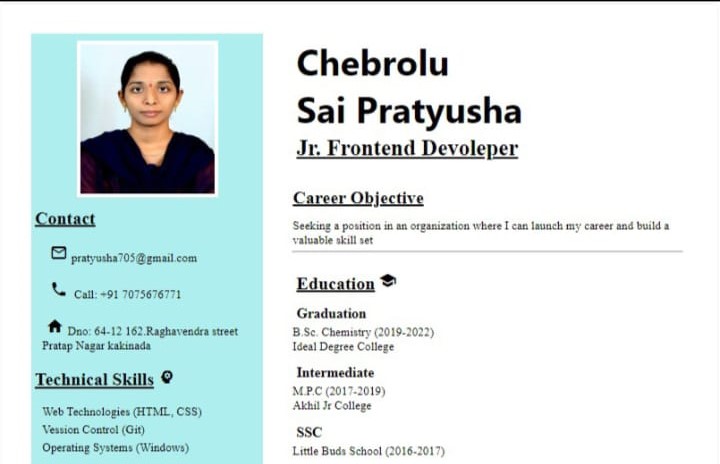 Chebrolu
Sai Pratyusha
Jr. Frontend Devoleper
Contact
pratyusha705@gmail.com
Call: +91 7075676771
Dno: 64-12 162.Raghavendra street
Pratap Nagar kakinada
Technical Skills
Web Technologies (HTML, CSS)
Vession Control (Git)
Operating Systems (Windows)
Career Objective
Seeking a position in an organization where I can launch my career and build a
valuable skill set
Education
Graduation
B.Sc. Chemistry (2019-2022)
Ideal Degree College
Intermediate
M.P.C (2017-2019)
Akhil Jr College
SSC
Little Buds School (2016-2017)